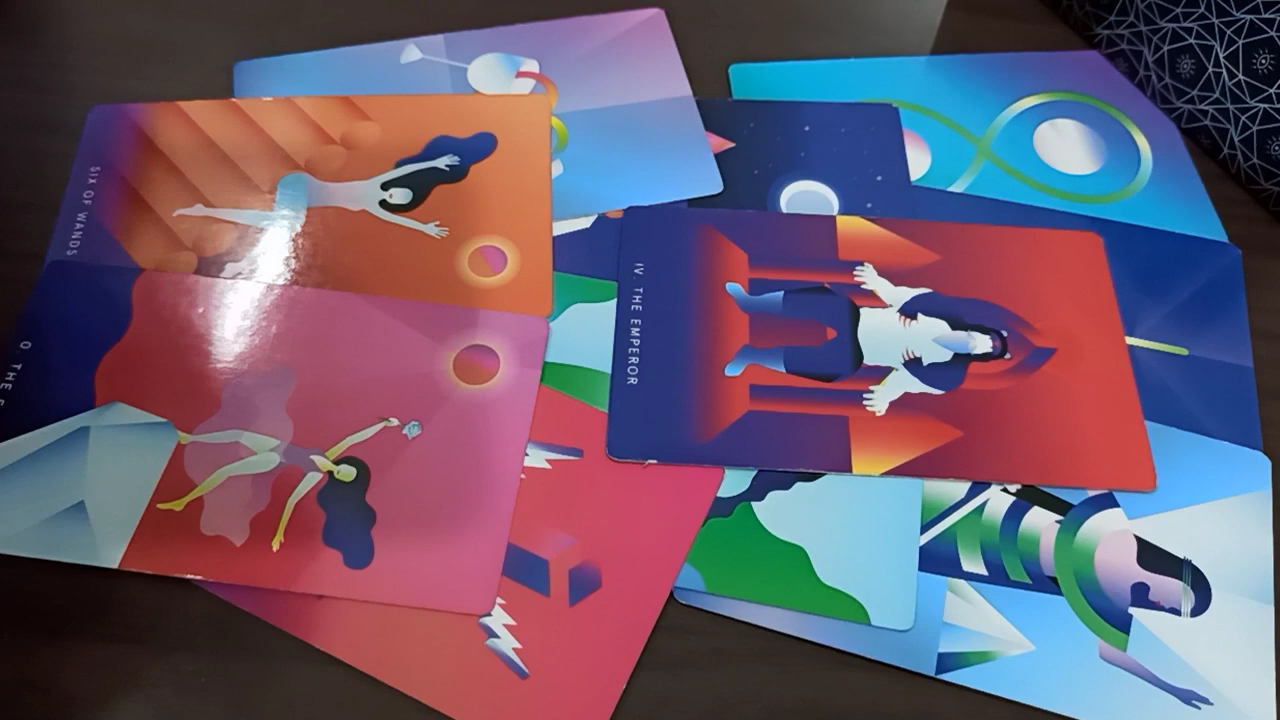 SIX OF WANDS
IV. THE EMPEROR
0. THE